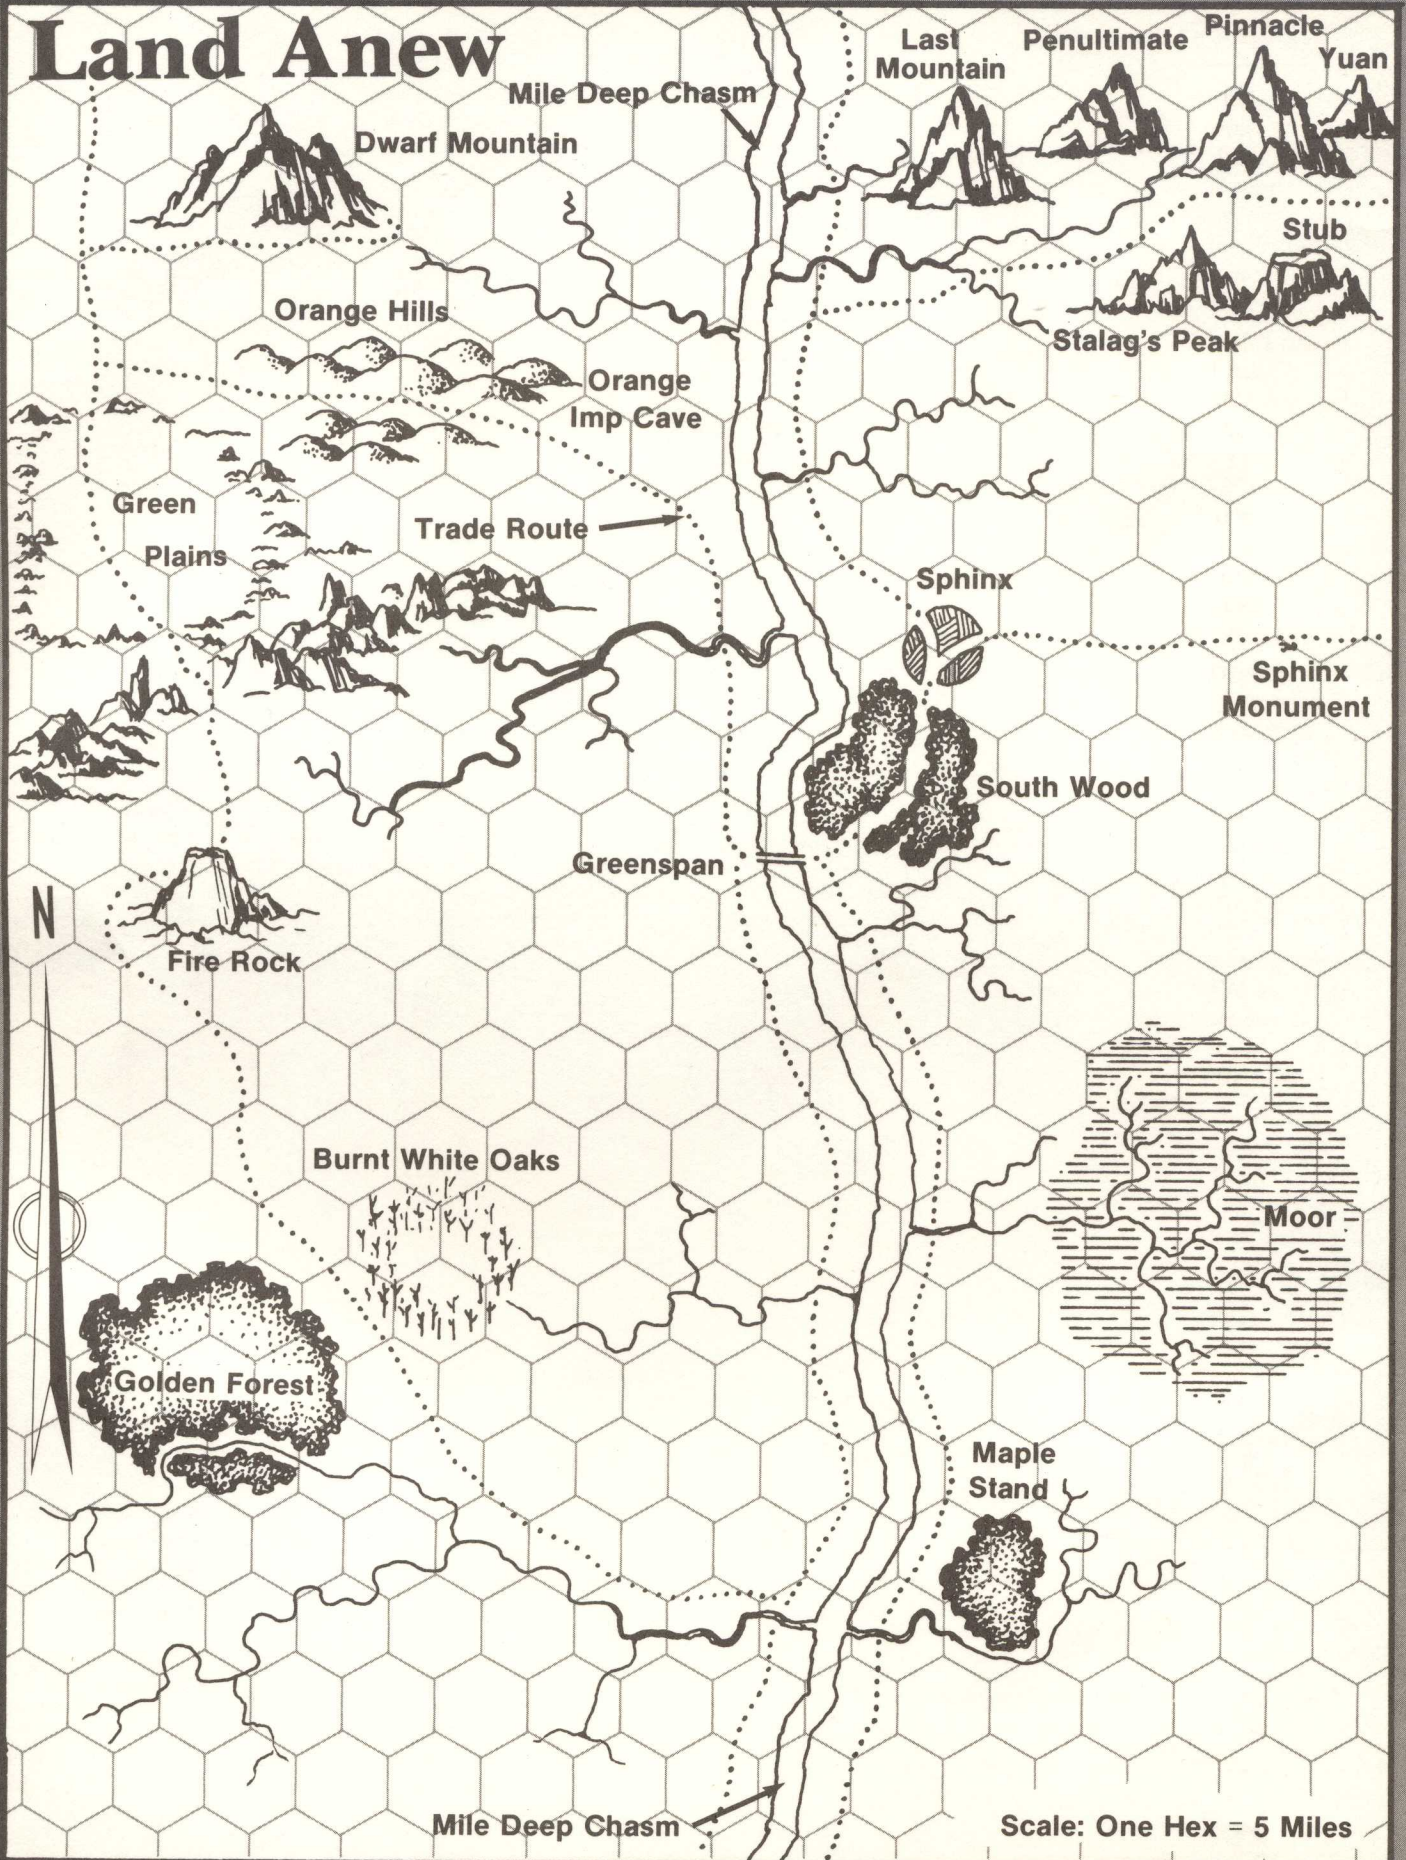 Land Anew
Last
Mountain
Penultimate
Pinnacle
Yuan
Mile Deep Chasm
Dwarf Mountain
Stub
Orange Hills
Stalag's Peak
Orange
Imp Cave
Green
Plains
Trade Route
Sphinx
Sphinx
Monument
South Wood
Greenspan
N
Fire Rock
Burnt White Oaks
Moor
Golden Forest
Maple
Stand
Mile Deep Chasm
Scale: One Hex = 5 Miles